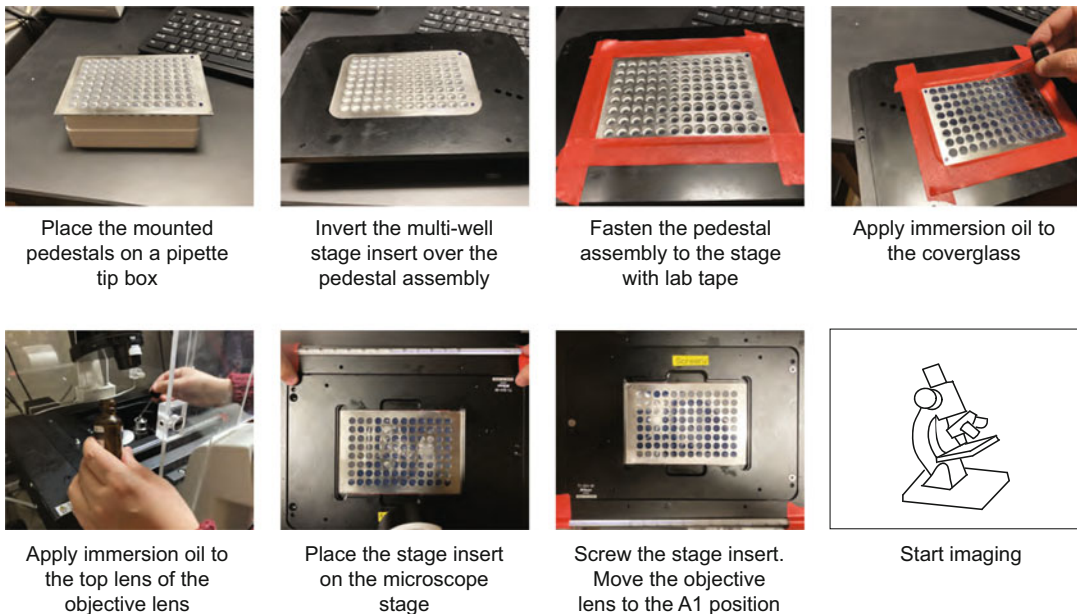 Place the mounted
pedestals on a pipette
tip box
Invert the multi-well
stage insert over the
pedestal assembly
Fasten the pedestal
assembly to the stage
with lab tape
Apply immersion oil to
the coverglass
Apply immersion oil to
the top lens of the
objective lens
Place the stage insert
on the microscope
stage
Screw the stage insert.
Move the objective
lens to the A1 position
Start imaging